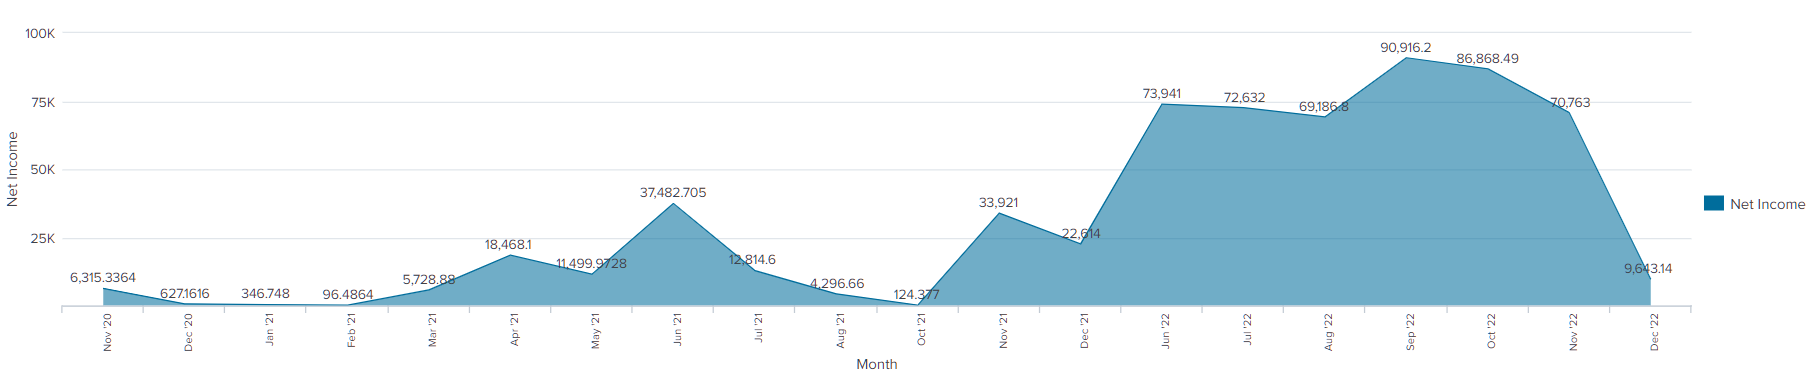 100K
75K
50K
25K
Net Income
6,315.3364
627.1616
346.748
96.4864
5,728.88
18,468.1
11,499.9728
37,482.705
12,814.6
4,296.66
124.377
33,921
22,614
73,941
72,632
69,186.8
90,916.2
86,868.49
70,763
9,643.14
Nov '20
Dec '20
Jan '21
Feb '21
Mar '21
Apr '21
May '21
Jun '21
Jul '21
Aug '21
Oct '21
Nov '21
Dec '21
Jun '22
Jul '22
Aug '22
Sep '22
Oct '22
Nov '22
Dec '22
Month
Net Income